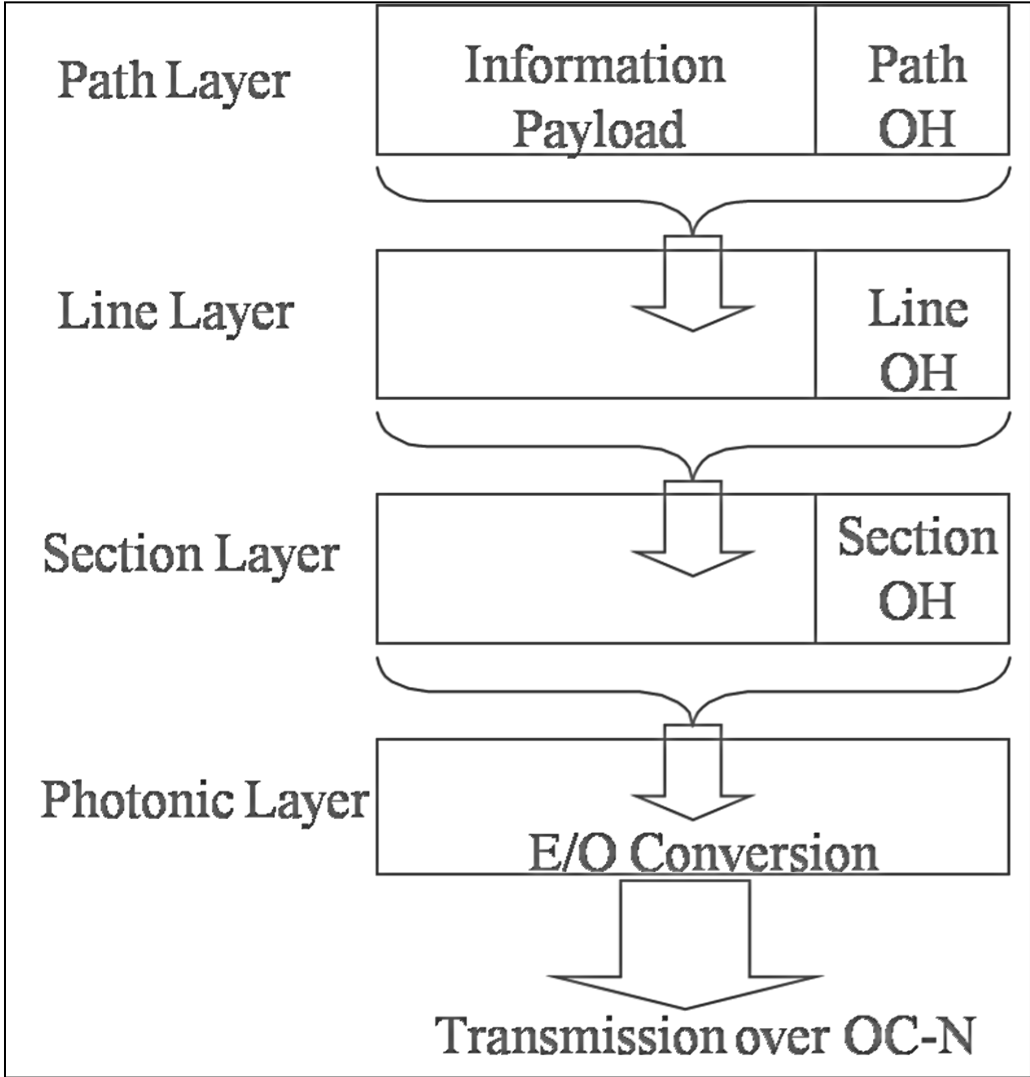 Path Layer
Information
Payload
Path
OH
Line Layer
Line
OH
Section Layer
Section
OH
Photonic Layer
E/O Conversion
Transmission over OC-N